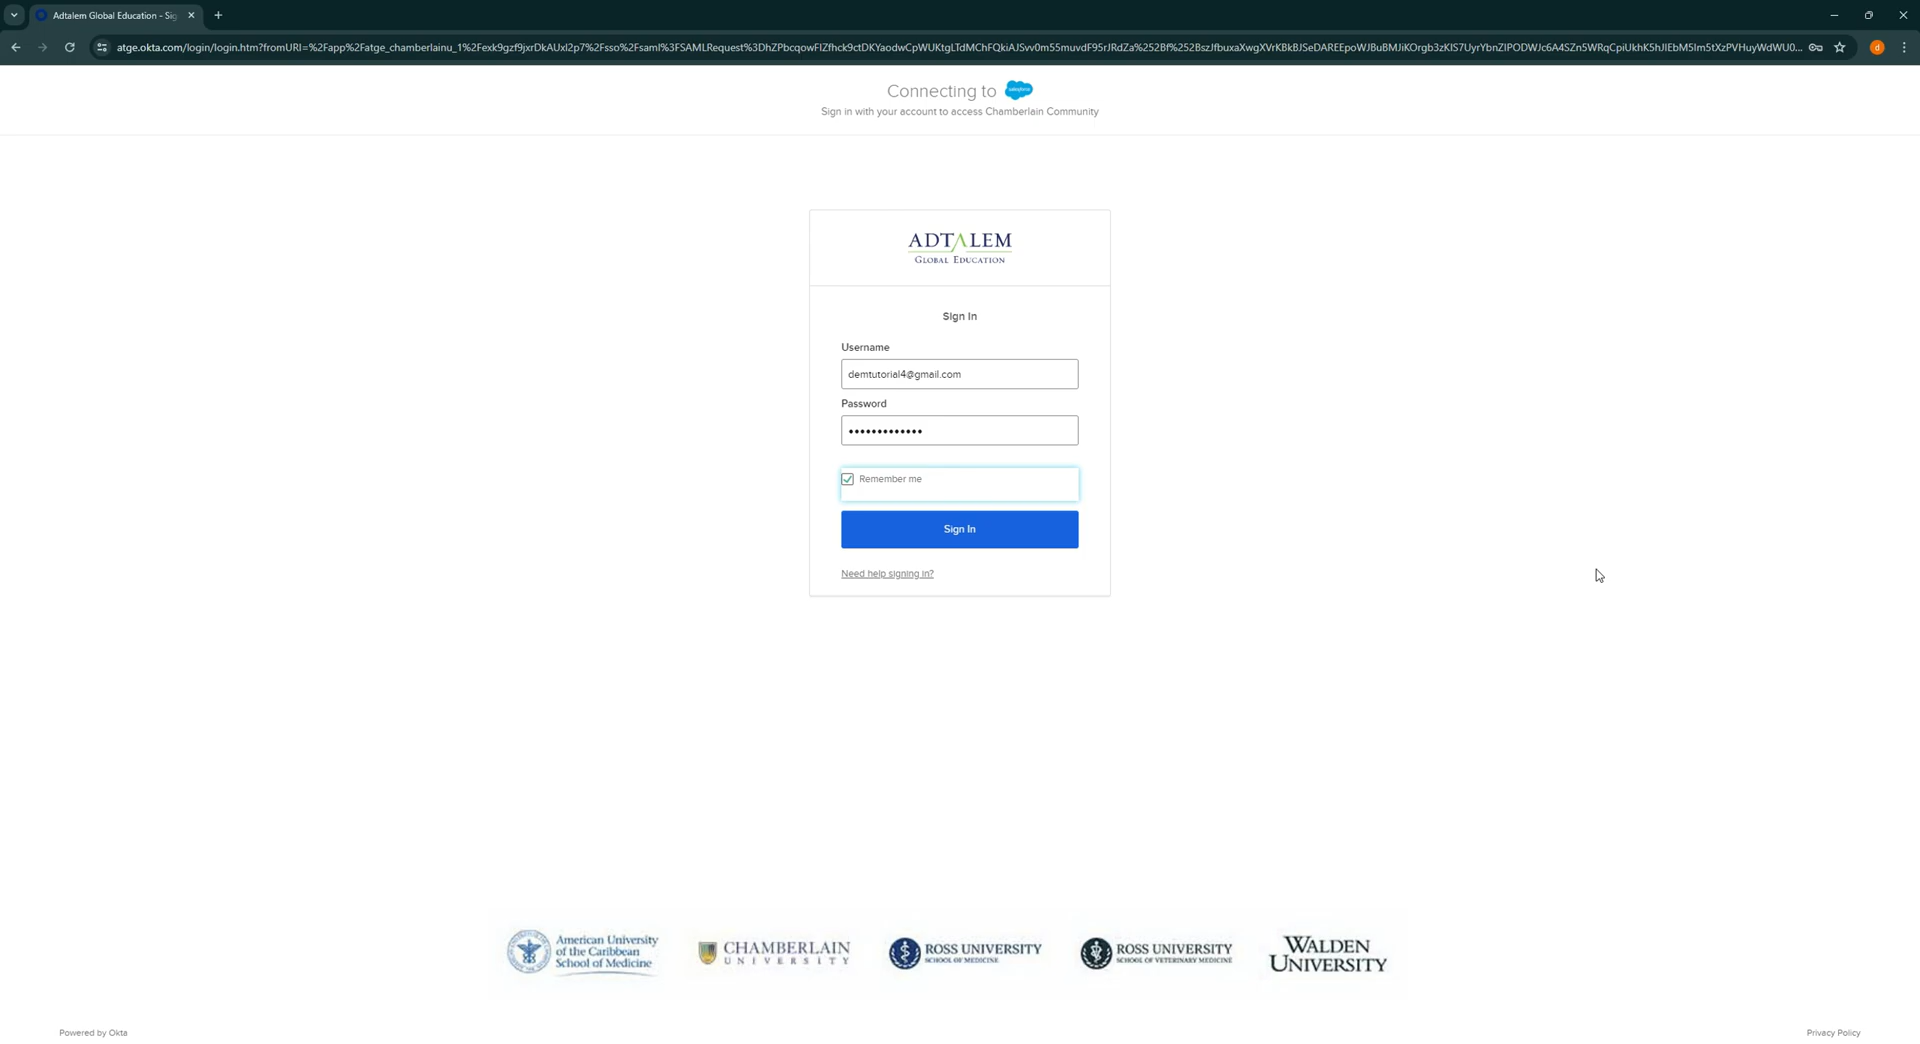 Adtalem Global Education - Sig
atge.okta.com/login/login.htm?fromURI=%2Fapp%2Fatge_chamberlainu_1%2Fexk9gzf9jxrDkAUxl2p7%2Fsso%2Fsaml%3FSAMLRequest%3DhZPbcqowFIZfhck9ctDKYaodwCpWUKtgLTdMChFQkiAJSvv0m55muvdF95rJRdZa%252Bf%252BszJfbuxaXwgXVrKBkBJSeDAREEpoWJBuBMJiKOrgb3zKIS7UyrYbnZIPODWJc6A4SZn5WRqCpiUkhK5hJIEbM5Im5tXzPVHuyWdWU0...
d
Connecting to salesforce
Sign in with your account to access Chamberlain Community
ADTALEM
GLOBAL EDUCATION
Sign In
Username
demtutorial4@gmail.com
Password
•••••••••••••
Remember me
Sign In
Need help signing in?
American University
of the Caribbean
School of Medicine
CHAMBERLAIN
UNIVERSITY
ROSS UNIVERSITY
SCHOOL OF MEDICINE
ROSS UNIVERSITY
SCHOOL OF VETERINARY MEDICINE
WALDEN
UNIVERSITY
Powered by Okta
Privacy Policy